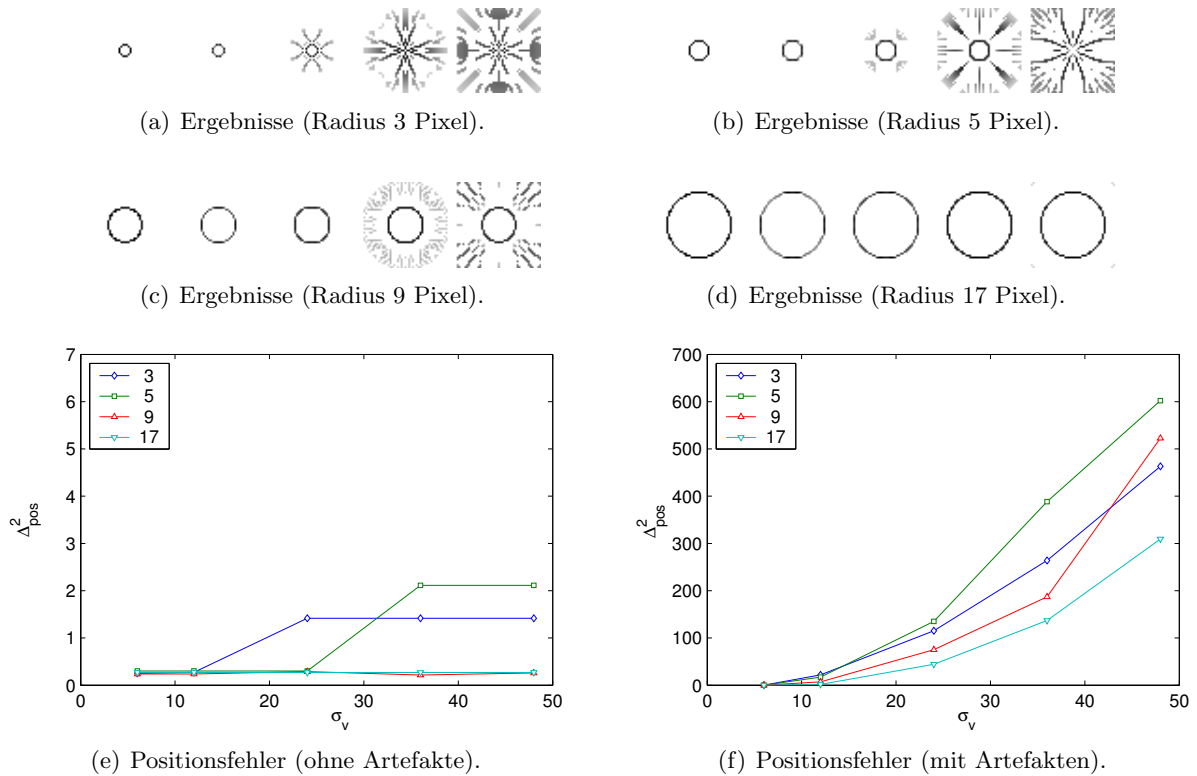 (a) Ergebnisse (Radius 3 Pixel).
(b) Ergebnisse (Radius 5 Pixel).
(c) Ergebnisse (Radius 9 Pixel).
(d) Ergebnisse (Radius 17 Pixel).
7
6
5
4
3
2
1
0
0 10 20 30 40 50
3
5
9
17
Δ²pos
σv
(e) Positionsfehler (ohne Artefakte).
700
600
500
400
300
200
100
0
0 10 20 30 40 50
3
5
9
17
Δ²pos
σv
(f) Positionsfehler (mit Artefakten).